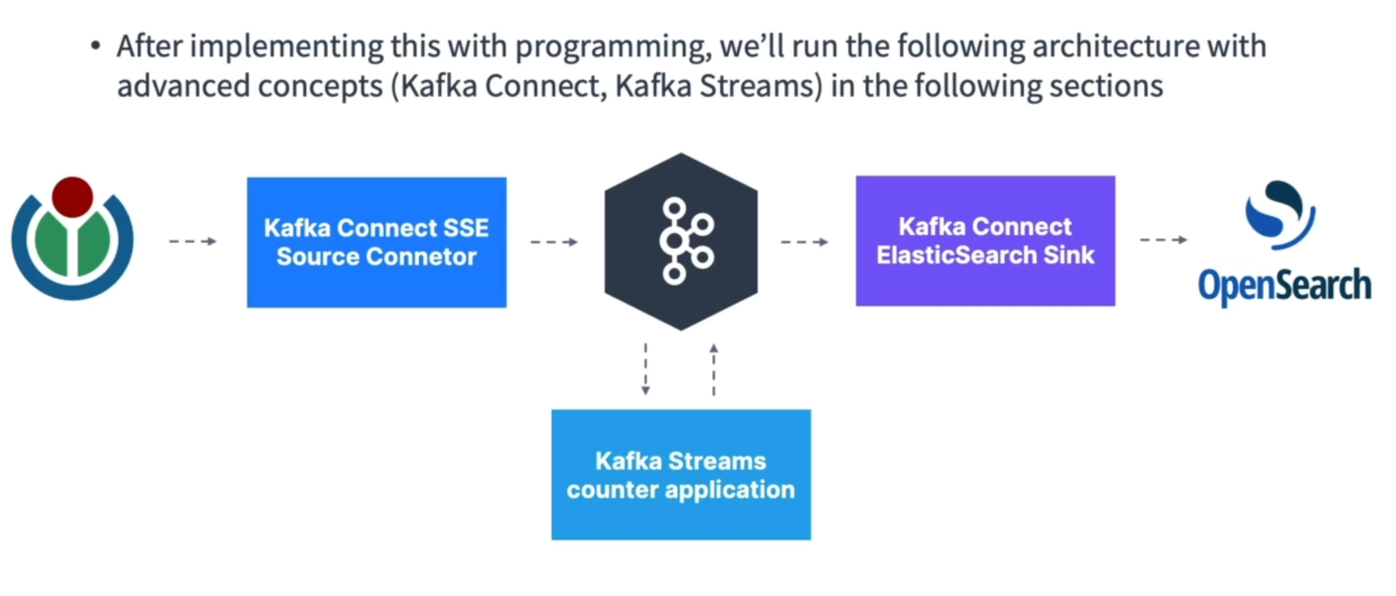 • After implementing this with programming, we'll run the following architecture with
advanced concepts (Kafka Connect, Kafka Streams) in the following sections
Kafka Connect SSE
Source Connetor
Kafka Connect
ElasticSearch Sink
OpenSearch
Kafka Streams
counter application